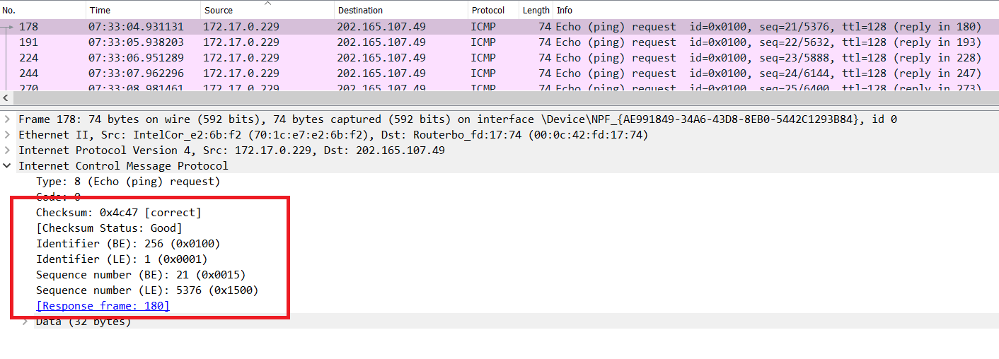 No. Time Source Destination Protocol Length Info
178 07:33:04.931131 172.17.0.229 202.165.107.49 ICMP 74 Echo (ping) request id=0x0100, seq=21/5376, ttl=128 (reply in 180)
191 07:33:05.938203 172.17.0.229 202.165.107.49 ICMP 74 Echo (ping) request id=0x0100, seq=22/5632, ttl=128 (reply in 193)
224 07:33:06.951289 172.17.0.229 202.165.107.49 ICMP 74 Echo (ping) request id=0x0100, seq=23/5888, ttl=128 (reply in 228)
244 07:33:07.962296 172.17.0.229 202.165.107.49 ICMP 74 Echo (ping) request id=0x0100, seq=24/6144, ttl=128 (reply in 247)
270 07:33:08.981461 172.17.0.229 202.165.107.49 ICMP 74 Echo (ping) request id=0x0100, seq=25/6400, ttl=128 (reply in 273)
Frame 178: 74 bytes on wire (592 bits), 74 bytes captured (592 bits) on interface \Device\NPF_{AE991849-34A6-43D8-8EB0-5442C1293B84}, id 0
Ethernet II, Src: IntelCor_e2:6b:f2 (70:1c:e7:e2:6b:f2), Dst: Routerbo_fd:17:74 (00:0c:42:fd:17:74)
Internet Protocol Version 4, Src: 172.17.0.229, Dst: 202.165.107.49
Internet Control Message Protocol
Type: 8 (Echo (ping) request)
Code: 0
Checksum: 0x4c47 [correct]
[Checksum Status: Good]
Identifier (BE): 256 (0x0100)
Identifier (LE): 1 (0x0001)
Sequence number (BE): 21 (0x0015)
Sequence number (LE): 5376 (0x1500)
[Response frame: 180]
Data (32 bytes)